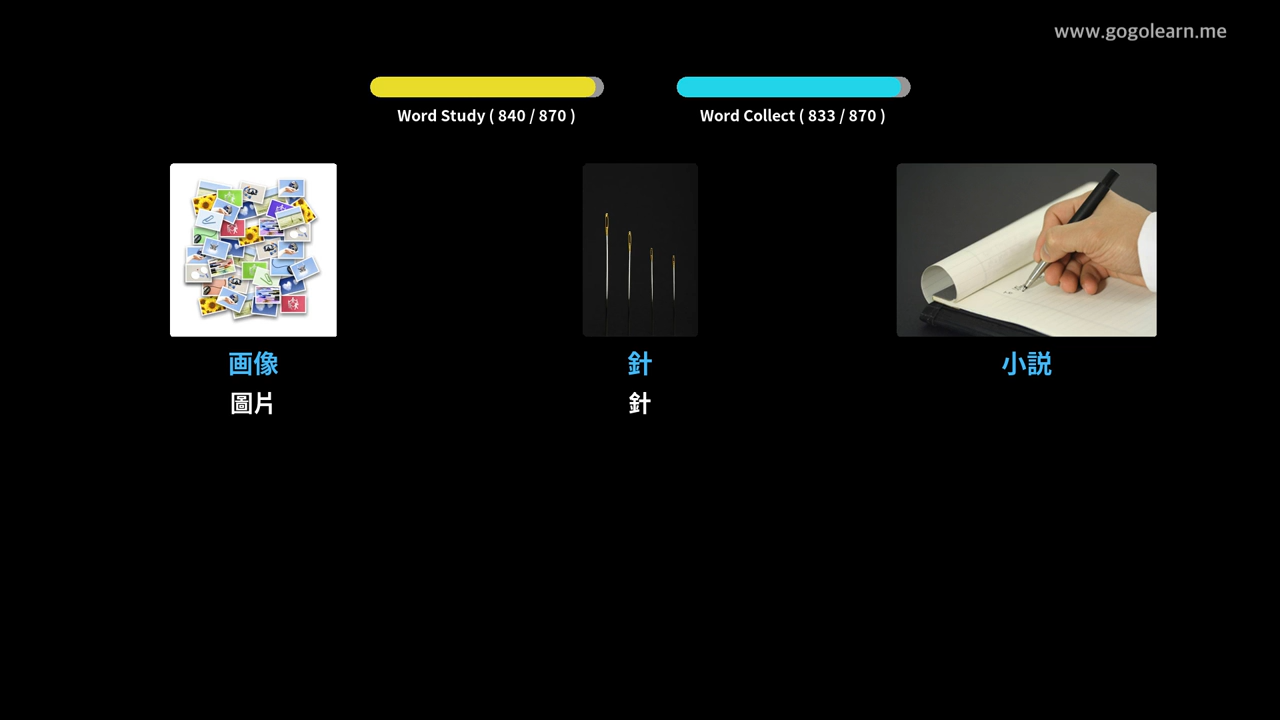 www.gogolearn.me
Word Study ( 840 / 870 )
Word Collect ( 833 / 870 )
画像
針
小説
圖片
針